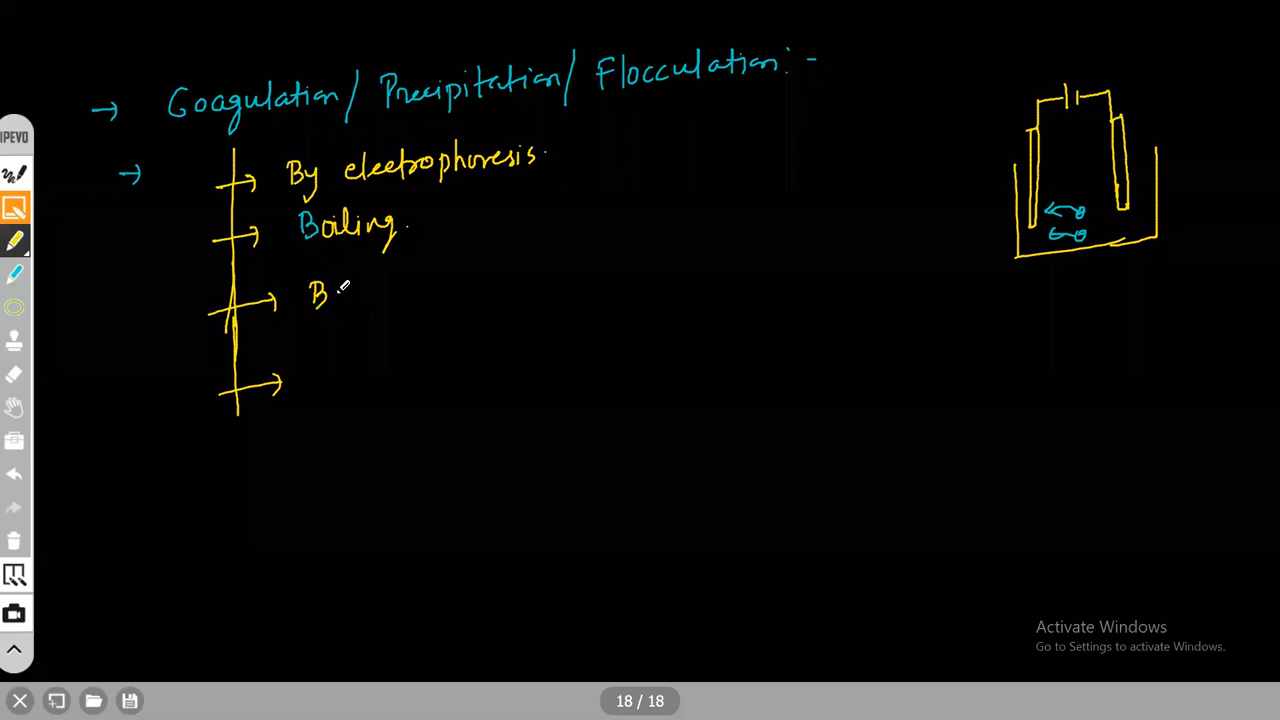 IPEVO
→ Coagulation/ Precipitation/ Flocculation:-
→ By electrophoresis.
Boiling.
B
Activate Windows
Go to Settings to activate Windows.
18 / 18